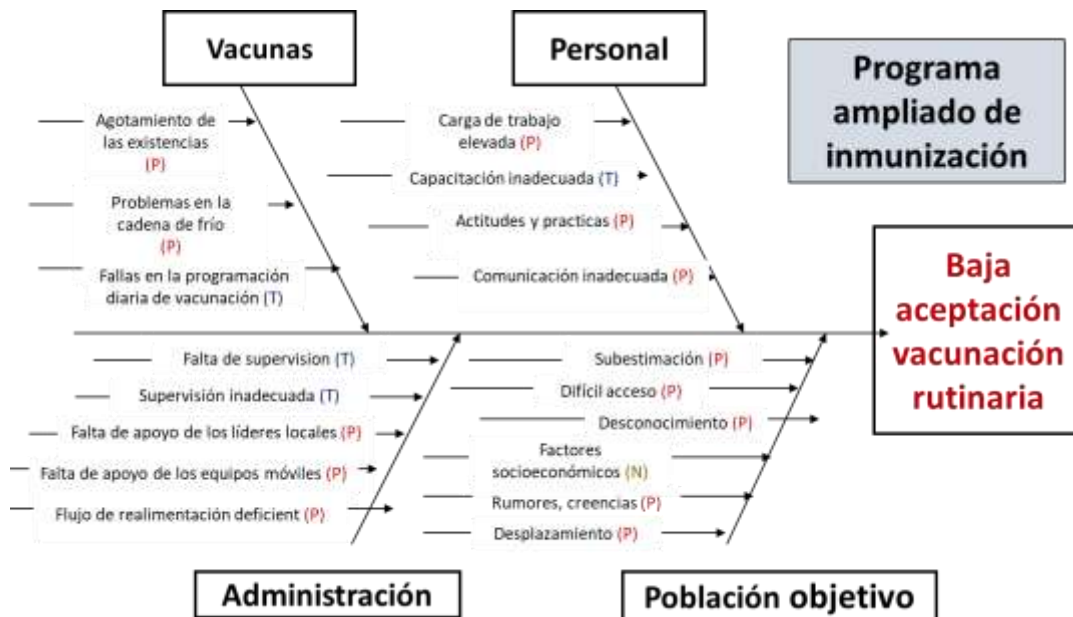 Vacunas
Personal
Programa
ampliado de
inmunización
Agotamiento de
las existencias
(P)
Problemas en la
cadena de frío
(P)
Fallas en la programación
diaria de vacunación (T)
Carga de trabajo
elevada (P)
Capacitación inadecuada (T)
Actitudes y practicas (P)
Comunicación inadecuada (P)
Baja
aceptación
vacunación
rutinaria
Falta de supervision (T)
Supervisión inadecuada (T)
Falta de apoyo de los líderes locales (P)
Falta de apoyo de los equipos móviles (P)
Flujo de realimentación deficient (P)
Subestimación (P)
Difícil acceso (P)
Desconocimiento (P)
Factores
socioeconómicos (N)
Rumores, creencias (P)
Desplazamiento (P)
Administración
Población objetivo